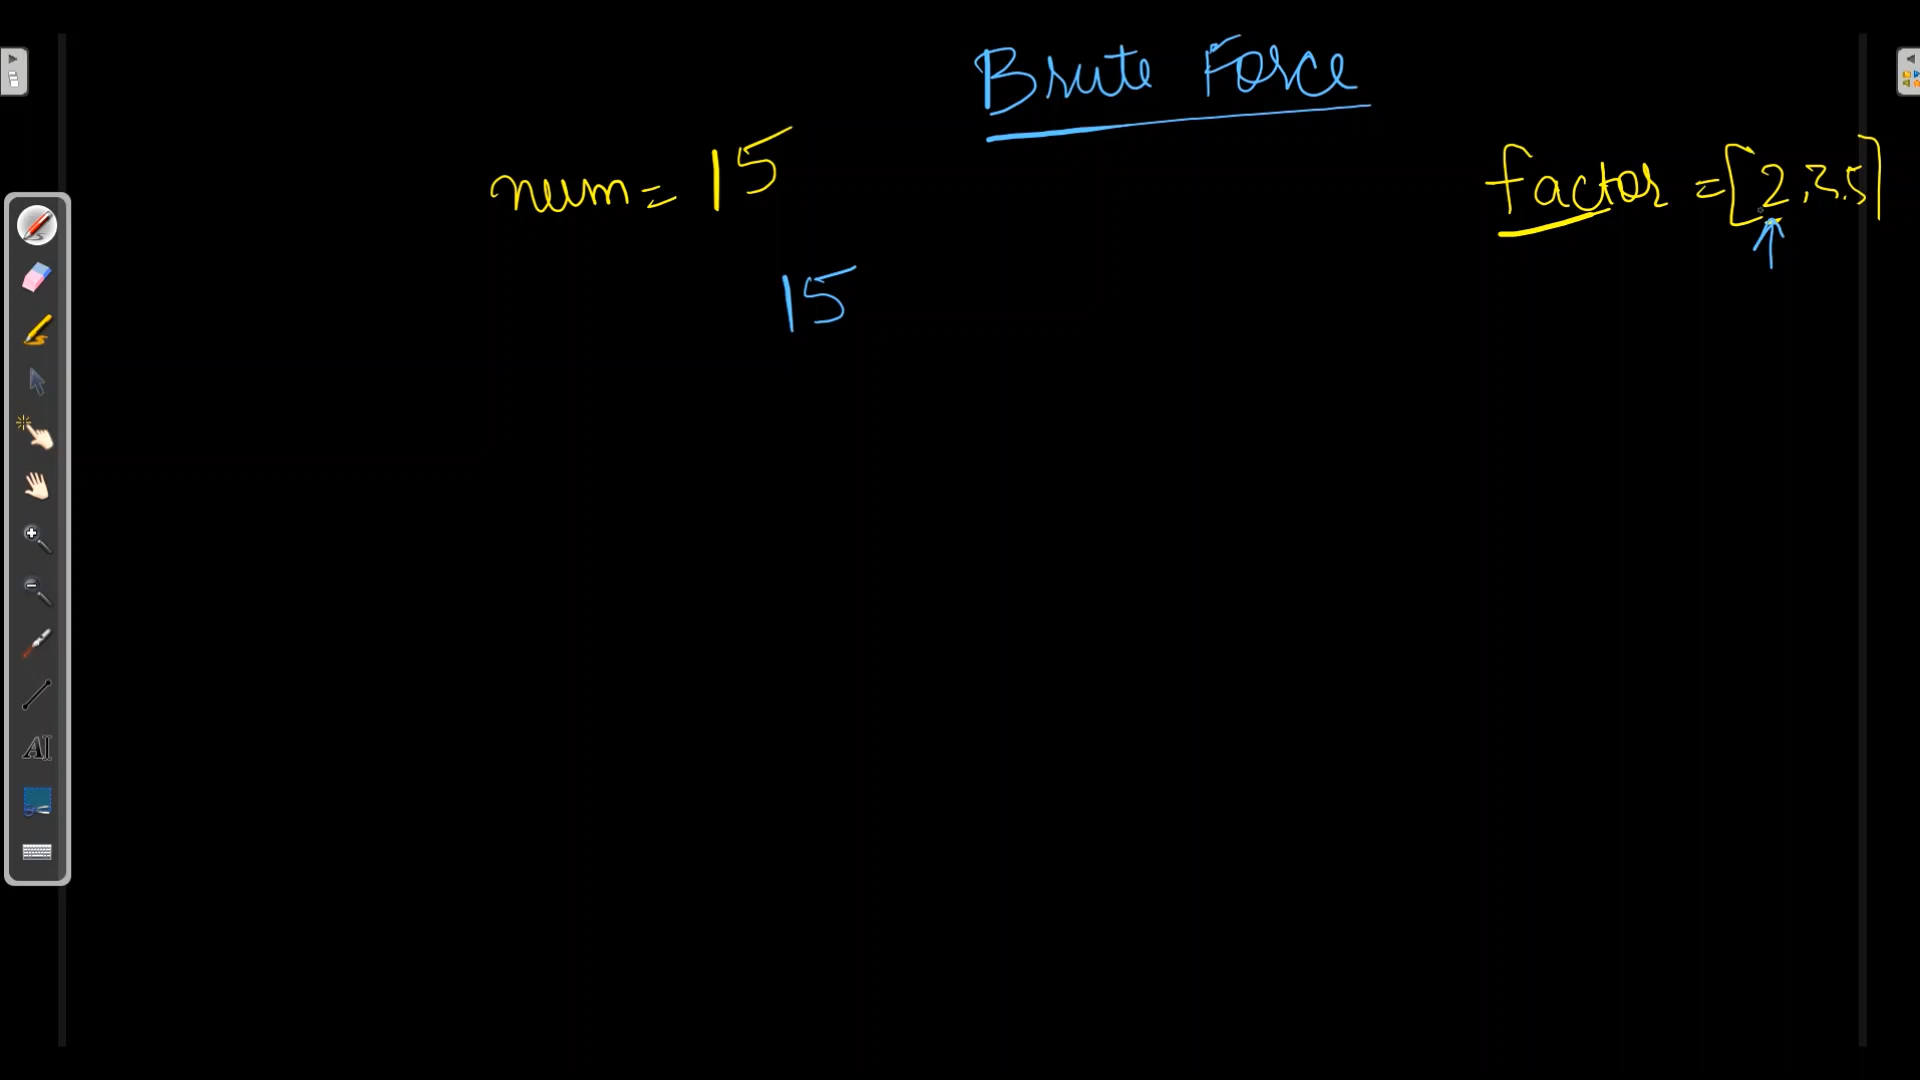 Brute Force
num = 15
factor = [2,3,5]
15